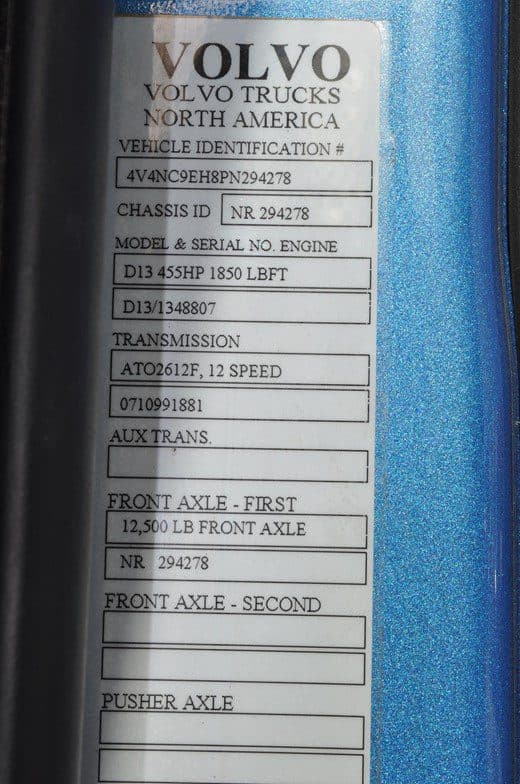 VOLVO
VOLVO TRUCKS
NORTH AMERICA
VEHICLE IDENTIFICATION #
4V4NC9EH8PN294278
CHASSIS ID NR 294278
MODEL & SERIAL NO. ENGINE
D13 455HP 1850 LBFT
D13/1348807
TRANSMISSION
ATO2612F, 12 SPEED
0710991881
AUX TRANS.
FRONT AXLE - FIRST
12,500 LB FRONT AXLE
NR 294278
FRONT AXLE - SECOND
PUSHER AXLE